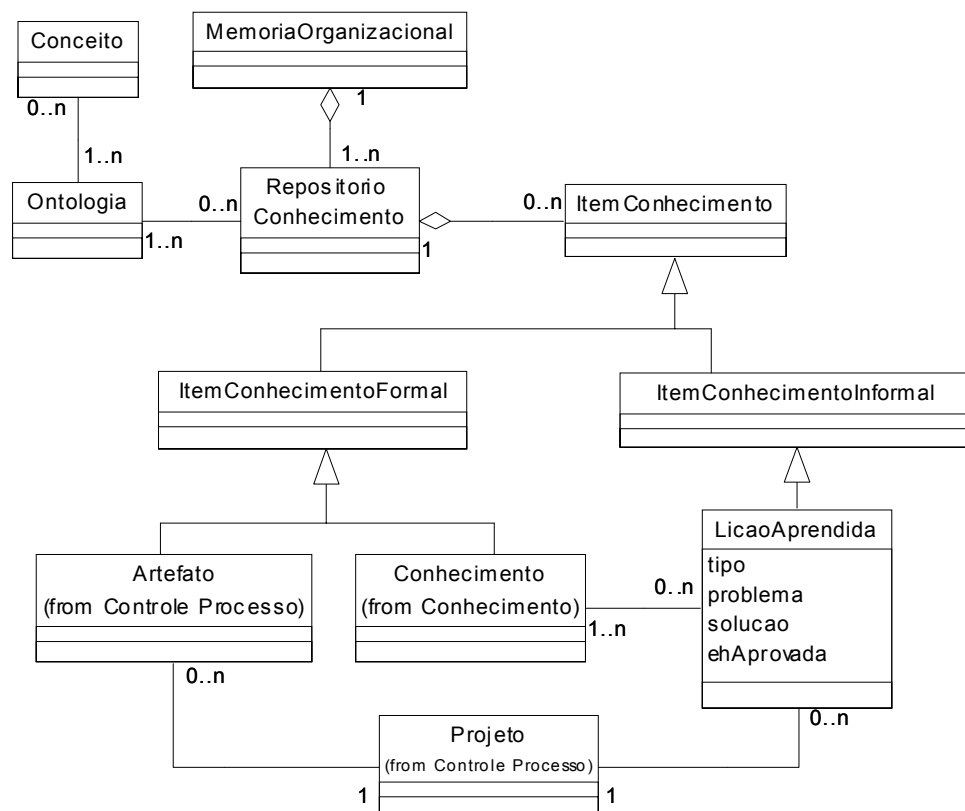 MemoriaOrganizacional
Conceito
0..n
1
1..n
1..n
Repositorio
Conhecimento
Ontologia
0..n
0..n
ItemConhecimento
1..n
1
ItemConhecimentoFormal
ItemConhecimentoInformal
LicaoAprendida
tipo
problema
solucao
ehAprovada
Artefato
(from Controle Processo)
Conhecimento
(from Conhecimento)
0..n
1..n
0..n
0..n
Projeto
(from Controle Processo)
1
1